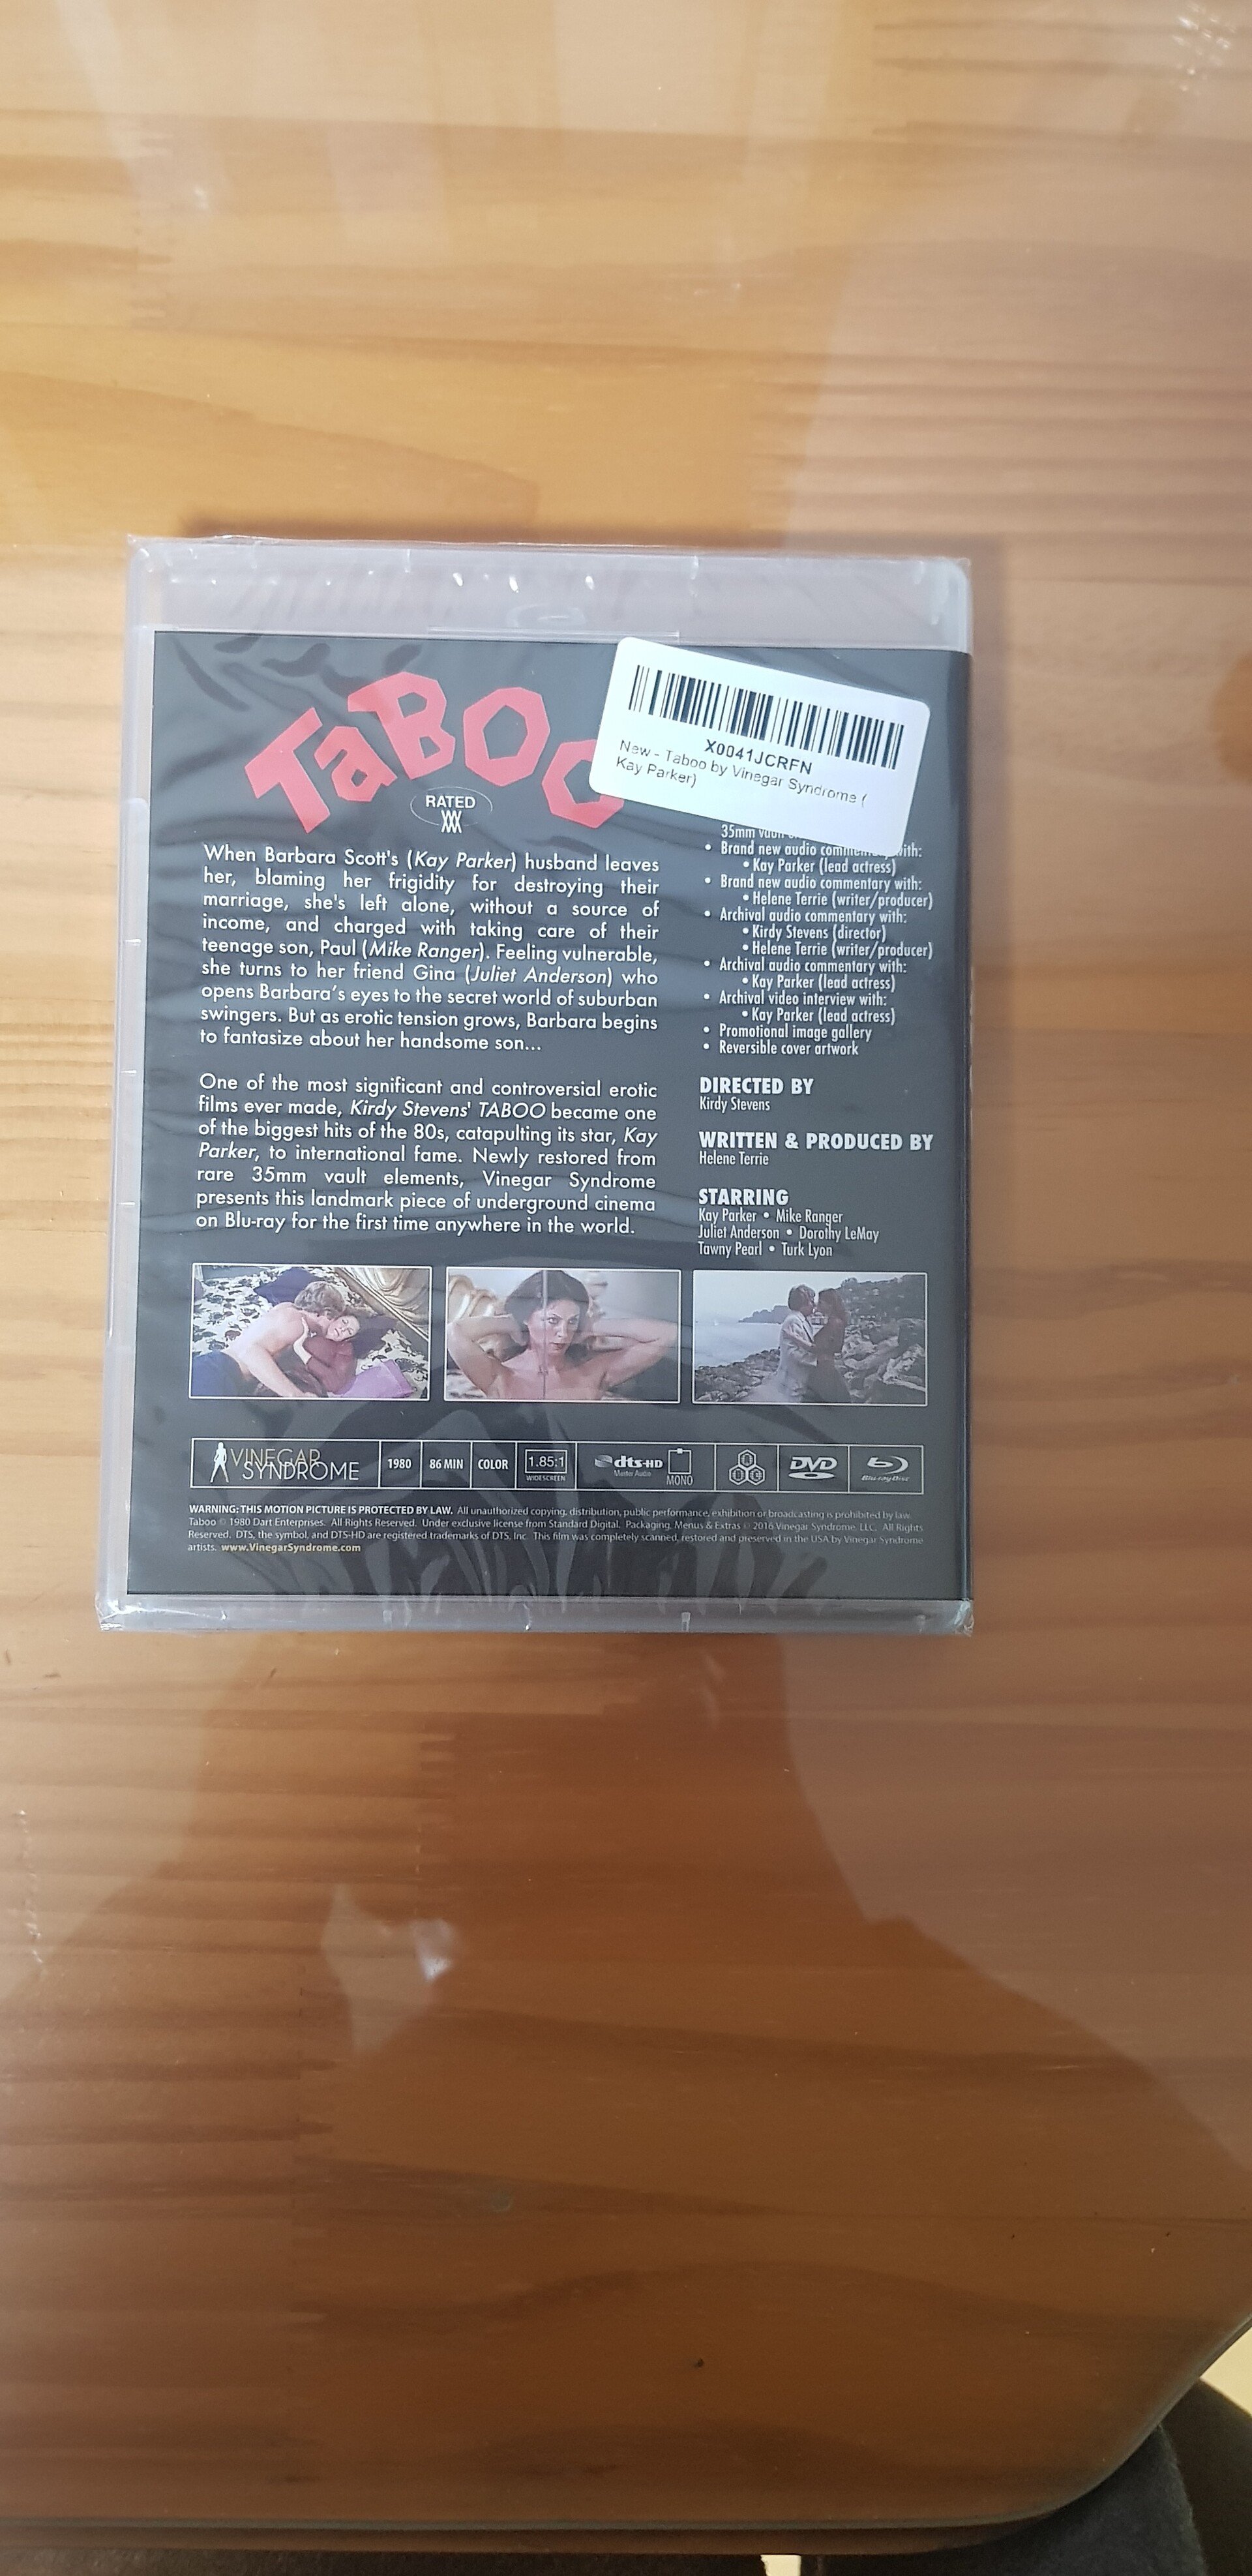 TaBOO
RATED
XXX
X0041JCRFN
New - Taboo by Vinegar Syndrome (
Kay Parker)
When Barbara Scott's (Kay Parker) husband leaves
her, blaming her frigidity for destroying their
marriage, she's left alone, without a source of
income, and charged with taking care of their
teenage son, Paul (Mike Ranger). Feeling vulnerable,
she turns to her friend Gina (Juliet Anderson) who
opens Barbara's eyes to the secret world of suburban
swingers. But as erotic tension grows, Barbara begins
to fantasize about her handsome son...
One of the most significant and controversial erotic
films ever made, Kirdy Stevens' TABOO became one
of the biggest hits of the 80s, catapulting its star, Kay
Parker, to international fame. Newly restored from
rare 35mm vault elements, Vinegar Syndrome
presents this landmark piece of underground cinema
on Blu-ray for the first time anywhere in the world.
35mm vault
• Brand new audio commentary with:
• Kay Parker (lead actress)
• Brand new audio commentary with:
• Helene Terrie (writer/producer)
• Archival audio commentary with:
• Kirdy Stevens (director)
• Helene Terrie (writer/producer)
• Archival audio commentary with:
• Kay Parker (lead actress)
• Archival video interview with:
• Kay Parker (lead actress)
• Promotional image gallery
• Reversible cover artwork
DIRECTED BY
Kirdy Stevens
WRITTEN & PRODUCED BY
Helene Terrie
STARRING
Kay Parker • Mike Ranger
Juliet Anderson • Dorothy LeMay
Tawny Pearl • Turk Lyon
VINEGAR
SYNDROME
1980
86 MIN
COLOR
1.85:1
WIDESCREEN
dts-HD
Master Audio
MONO
DVD
Blu-ray Disc
WARNING: THIS MOTION PICTURE IS PROTECTED BY LAW. All unauthorized copying, distribution, public performance, exhibition or broadcasting is prohibited by law.
Taboo © 1980 Dart Enterprises. All Rights Reserved. Under exclusive license from Standard Digital. Packaging, Menus & Extras © 2016 Vinegar Syndrome, LLC. All Rights
Reserved. DTS, the symbol, and DTS-HD are registered trademarks of DTS, Inc. This film was completely scanned, restored and preserved in the USA by Vinegar Syndrome
artists. www.VinegarSyndrome.com